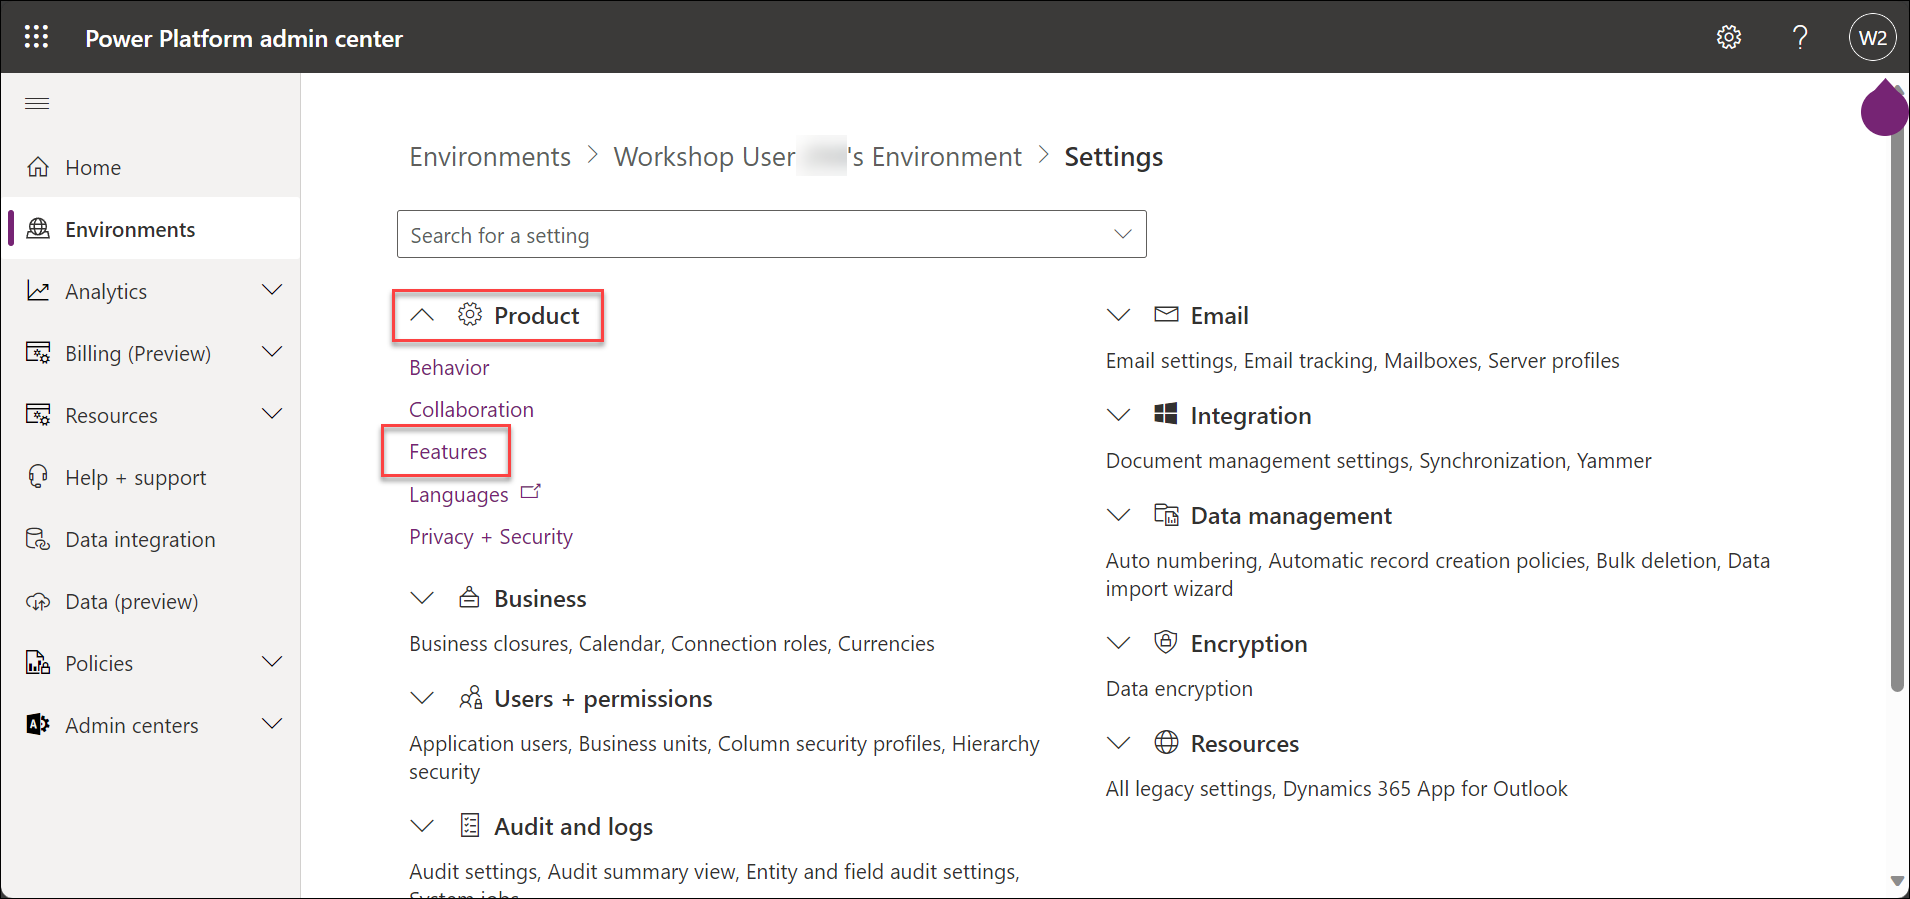 Power Platform admin center
W2
Home
Environments
Analytics
Billing (Preview)
Resources
Help + support
Data integration
Data (preview)
Policies
Admin centers
Environments > Workshop User 's Environment > Settings
Search for a setting
Product
Behavior
Collaboration
Features
Languages
Privacy + Security
Business
Business closures, Calendar, Connection roles, Currencies
Users + permissions
Application users, Business units, Column security profiles, Hierarchy
security
Audit and logs
Audit settings, Audit summary view, Entity and field audit settings,
System jobs
Email
Email settings, Email tracking, Mailboxes, Server profiles
Integration
Document management settings, Synchronization, Yammer
Data management
Auto numbering, Automatic record creation policies, Bulk deletion, Data
import wizard
Encryption
Data encryption
Resources
All legacy settings, Dynamics 365 App for Outlook